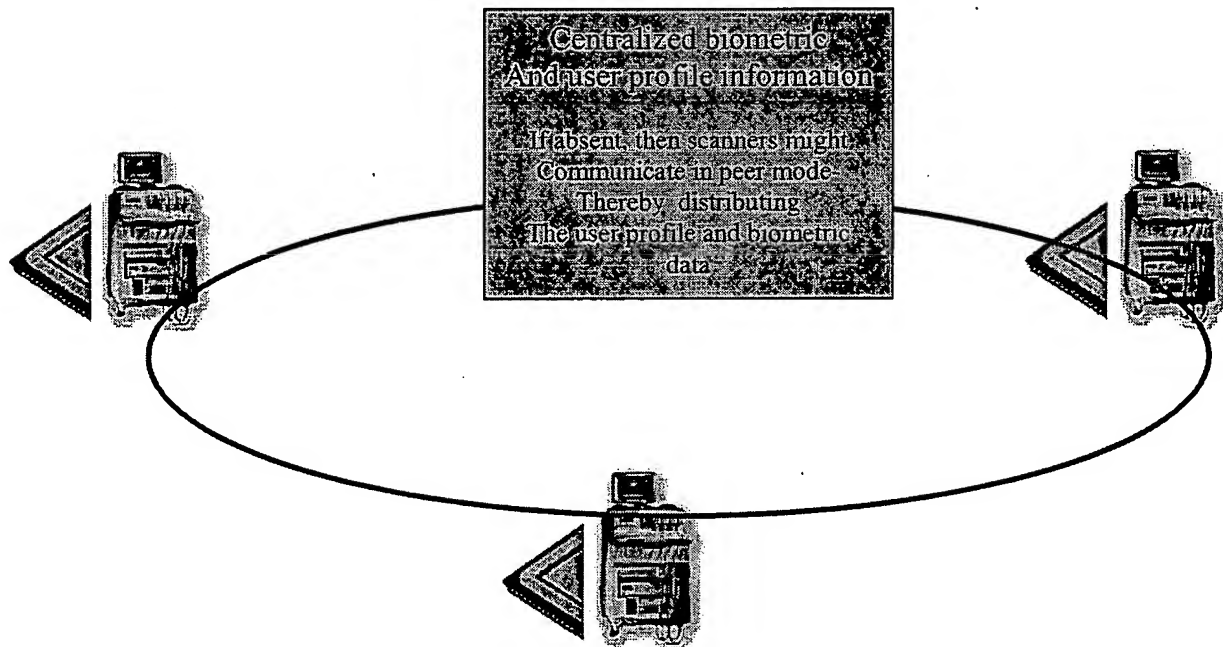 Centralized biometric
And user profile information
If absent, then scanners might
Communicate in peer mode-
Thereby distributing
The user profile and biometric
data